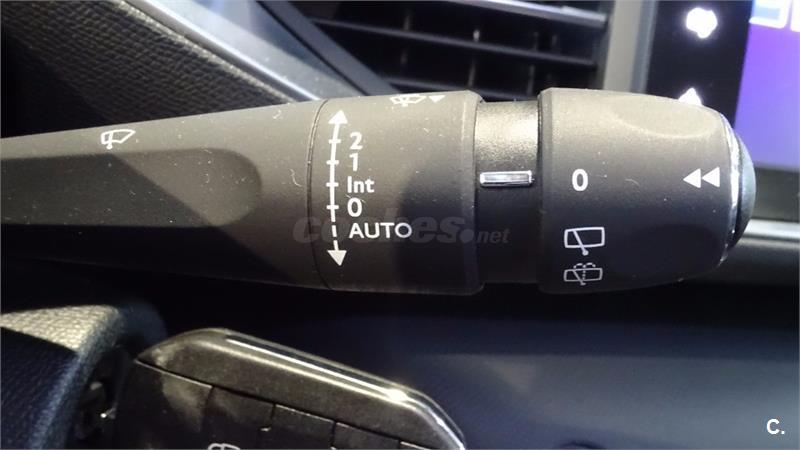 2
1
Int
0
AUTO
0
coches.net
C.